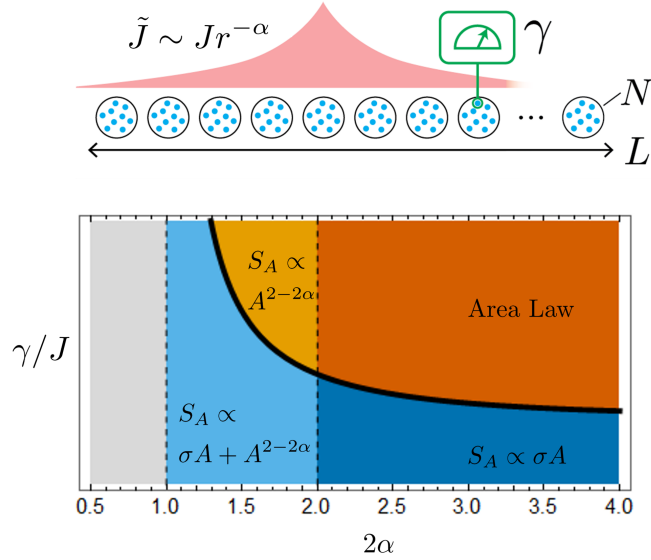 J̃ ∼ Jr^{−α}
γ
N
...
L
S_A ∝
A^{2−2α}
Area Law
γ/J
S_A ∝
σA + A^{2−2α}
S_A ∝ σA
0.5 1.0 1.5 2.0 2.5 3.0 3.5 4.0
2α